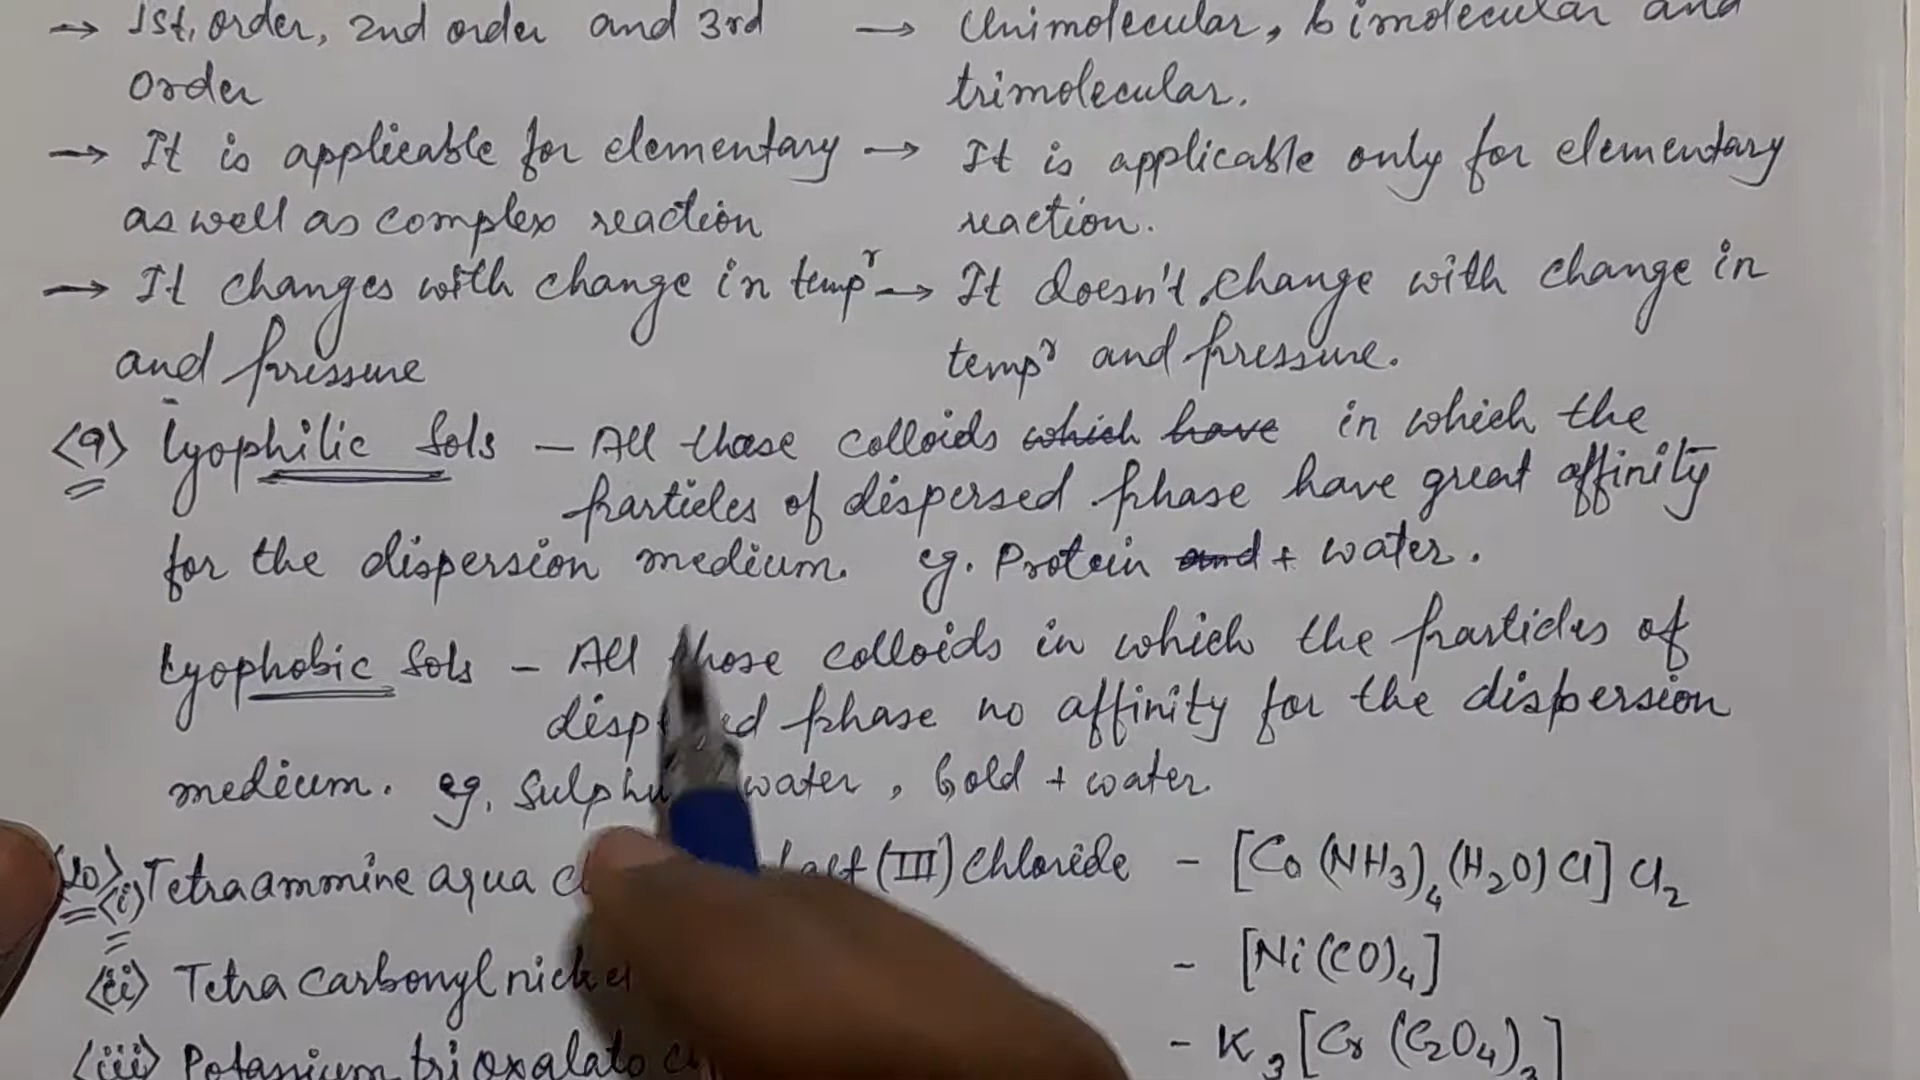 → 1st, order, 2nd order and 3rd order
→ Unimolecular, bimolecular and trimolecular.
→ It is applicable for elementary as well as complex reaction
→ It is applicable only for elementary reaction.
→ It changes with change in tempr and pressure
→ It doesn't change with change in tempr and pressure.
<9> Lyophilic Sols - All those colloids which have in which the
particles of dispersed phase have great affinity
for the dispersion medium. eg. Protein and + water.
Lyophobic Sols - All those colloids in which the particles of
phase no affinity for the dispersion
medium. eg. water, Gold + water
<10> <i> Tetraammine aqua (III) Chloride - [Co(NH3)4(H2O)Cl]Cl2
<ii> Tetra Carbonyl nickel - [Ni(CO)4]
<iii> Potassium trioxalato - K3[Cr(C2O4)3]